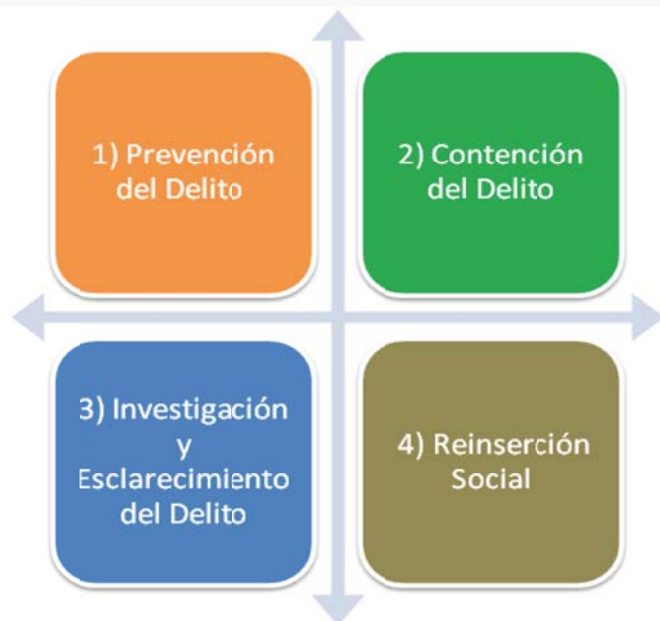 1) Prevención
del Delito
2) Contención
del Delito
3) Investigación
y
Esclarecimiento
del Delito
4) Reinserción
Social